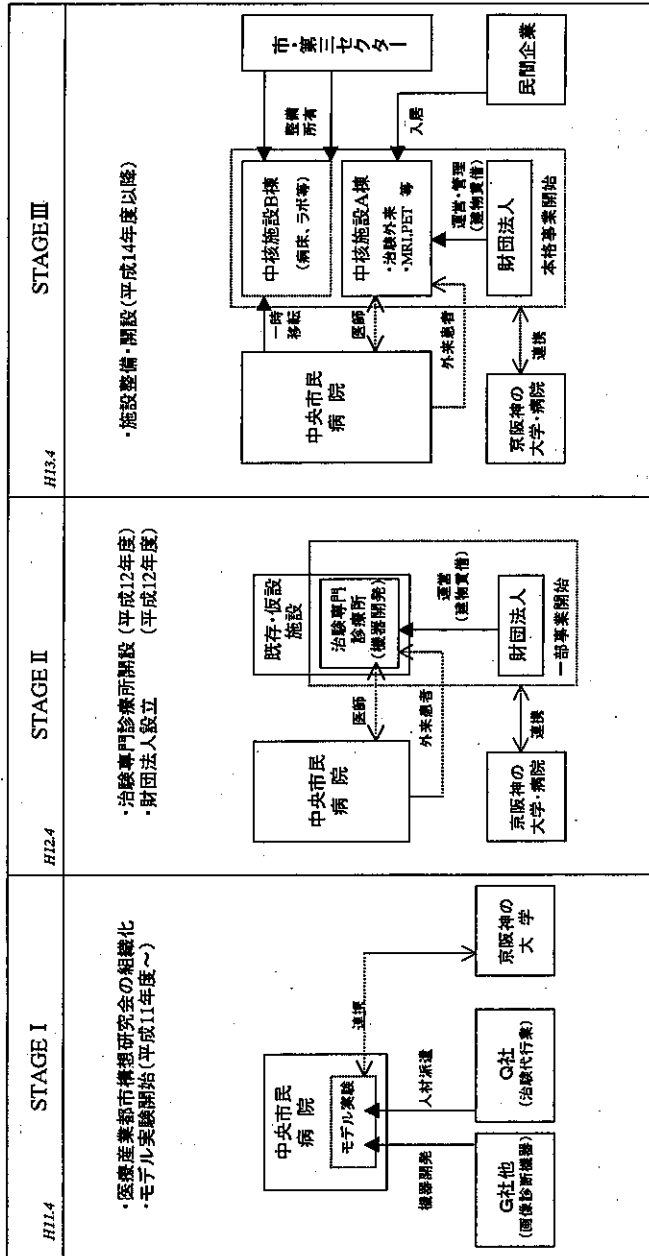 STAGE I
H11.4
・医療産業都市構想研究会の組織化
・モデル実験開始(平成11年度～)
中央市民
病 院
モデル実験
連携
機器開発
人材派遣
G社他
(画像診断機器)
Q社
(治験代行業)
京阪神の
大 学
STAGE II
H12.4
・治験専門診療所開設(平成12年度)
・財団法人設立 (平成12年度)
中央市民
病 院
既存・仮設
施設
治験専門
診療所
(機器開発)
医師
外来患者
運営
(建物賃借)
連携
京阪神の
大学・病院
財団法人
一部事業開始
STAGE III
H13.4
・施設整備・開設(平成14年度以降)
中央市民
病 院
一時
移転
中核施設B棟
(病床、ラボ等)
整備
所有
市・第三セクター
医師
中核施設A棟
・治験外来
・MRI,PET 等
入居
外来患者
運営・管理
(建物賃借)
連携
京阪神の
大学・病院
財団法人
本格事業開始
民間企業